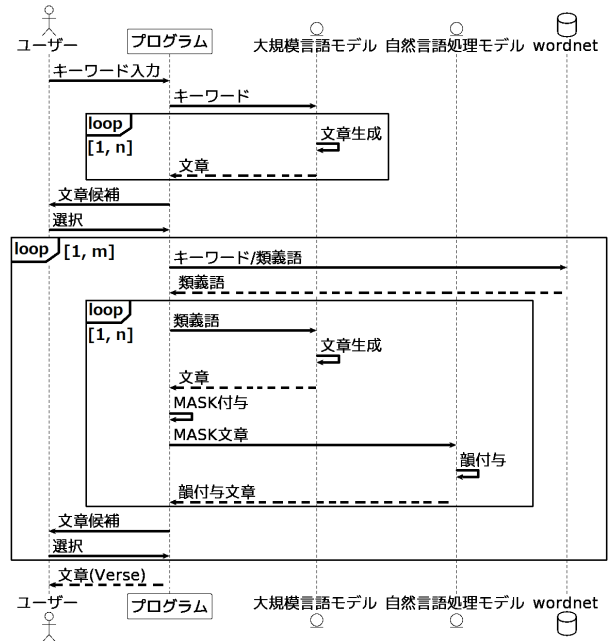 ユーザー
プログラム
大規模言語モデル
自然言語処理モデル
wordnet
キーワード入力
キーワード
loop
[1, n]
文章生成
文章
文章候補
選択
loop
[1, m]
キーワード/類義語
類義語
loop
[1, n]
類義語
文章生成
文章
MASK付与
MASK文章
韻付与
韻付与文章
文章候補
選択
文章(Verse)
ユーザー
プログラム
大規模言語モデル
自然言語処理モデル
wordnet